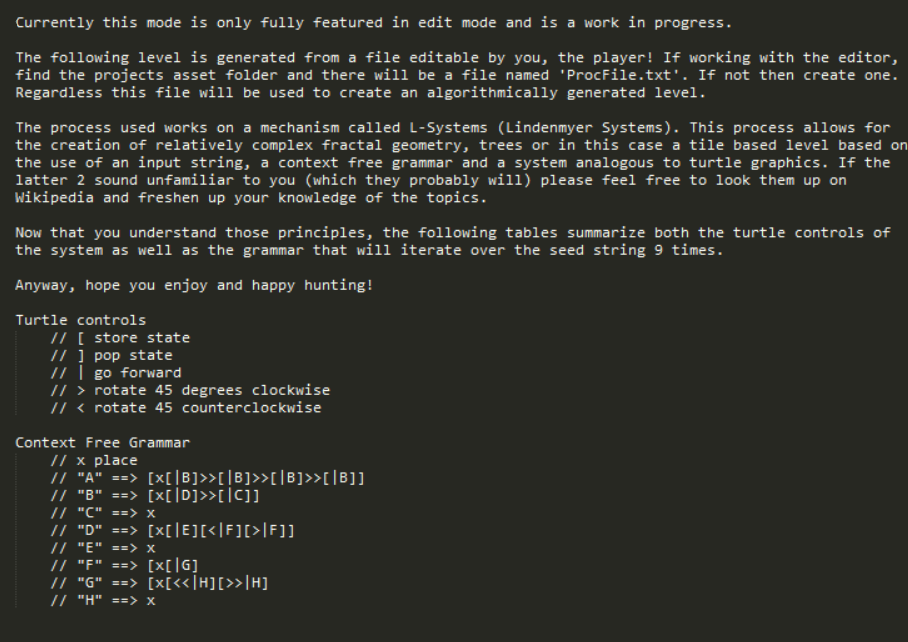 Currently this mode is only fully featured in edit mode and is a work in progress.
The following level is generated from a file editable by you, the player! If working with the editor,
find the projects asset folder and there will be a file named 'ProcFile.txt'. If not then create one.
Regardless this file will be used to create an algorithmically generated level.
The process used works on a mechanism called L-Systems (Lindenmyer Systems). This process allows for
the creation of relatively complex fractal geometry, trees or in this case a tile based level based on
the use of an input string, a context free grammar and a system analogous to turtle graphics. If the
latter 2 sound unfamiliar to you (which they probably will) please feel free to look them up on
Wikipedia and freshen up your knowledge of the topics.
Now that you understand those principles, the following tables summarize both the turtle controls of
the system as well as the grammar that will iterate over the seed string 9 times.
Anyway, hope you enjoy and happy hunting!
Turtle controls
// [ store state
// ] pop state
// | go forward
// > rotate 45 degrees clockwise
// < rotate 45 counterclockwise
Context Free Grammar
// x place
// "A" ==> [x[|B]>>[|B]>>[|B]>>[|B]]
// "B" ==> [x[|D]>>[|C]]
// "C" ==> x
// "D" ==> [x[|E][<|F][>|F]]
// "E" ==> x
// "F" ==> [x[|G]
// "G" ==> [x[<<|H][>>|H]
// "H" ==> x